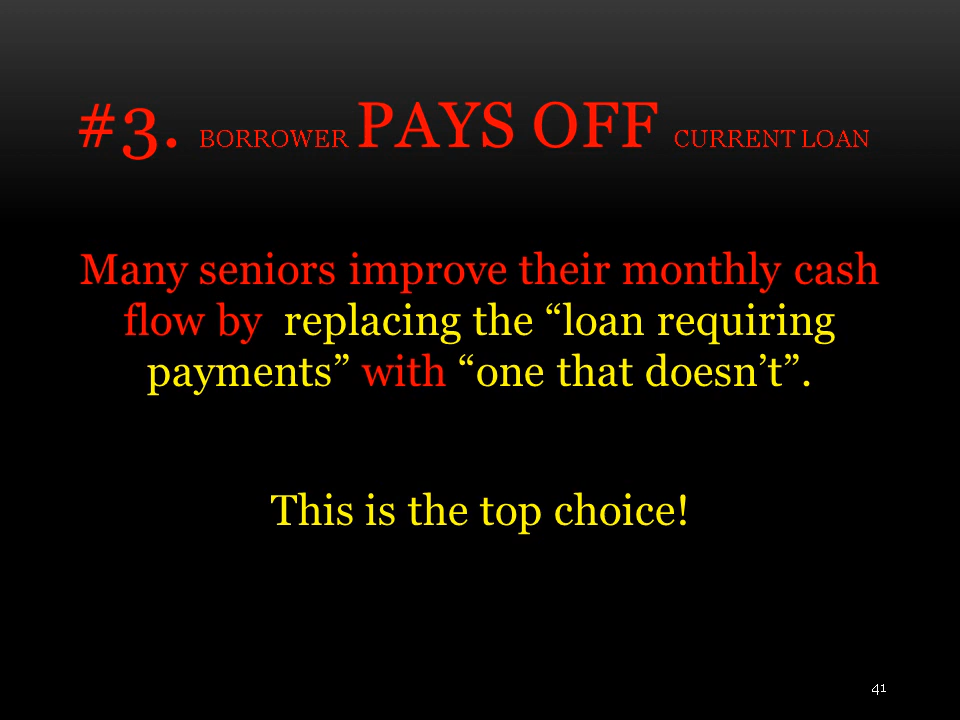 #3. BORROWER PAYS OFF CURRENT LOAN
Many seniors improve their monthly cash
flow by replacing the “loan requiring
payments” with “one that doesn’t”.
This is the top choice!
41